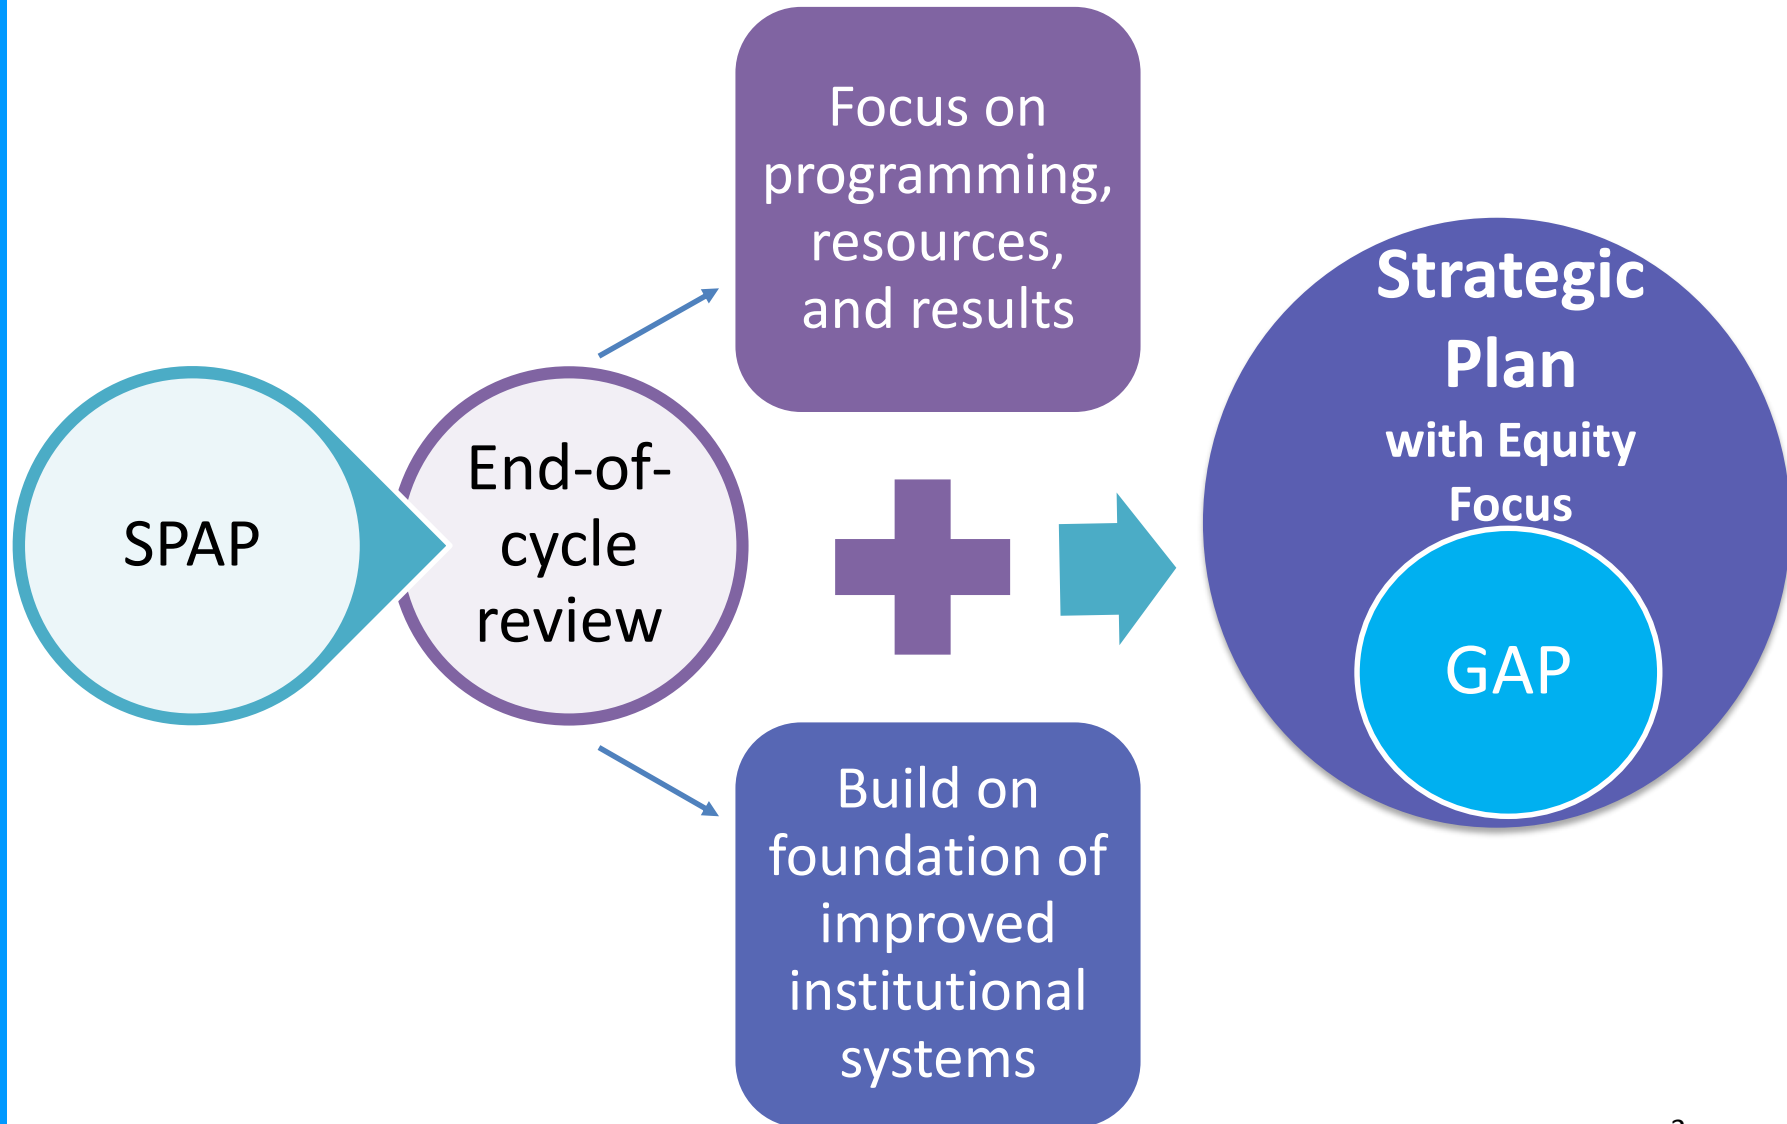 SPAP
End-of-
cycle
review
Focus on
programming,
resources,
and results
Build on
foundation of
improved
institutional
systems
Strategic
Plan
with Equity
Focus
GAP